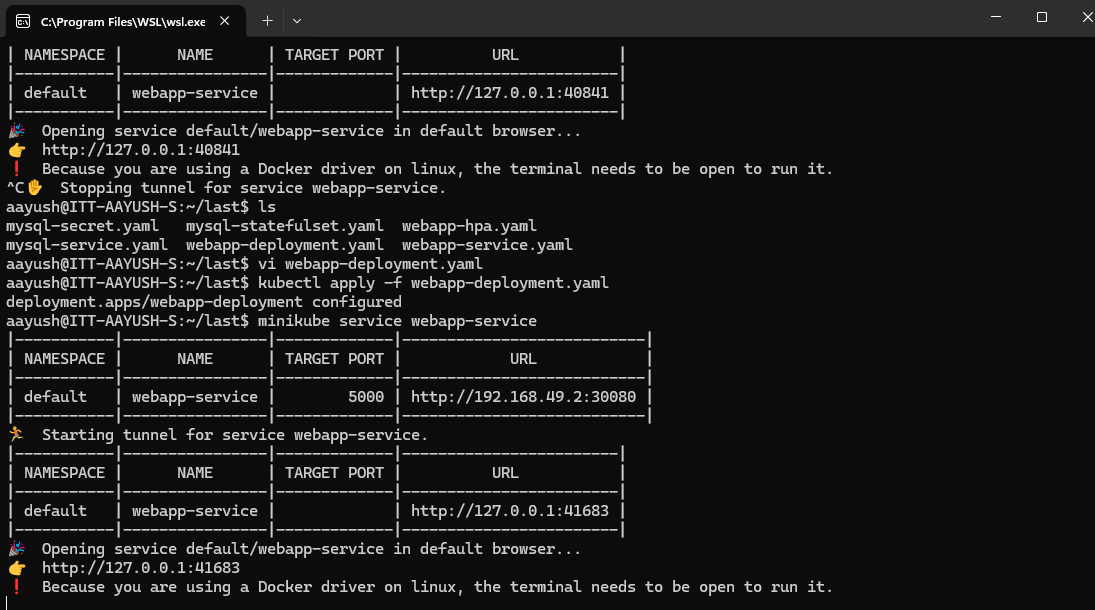 C:\Program Files\WSL\wsl.exe
| NAMESPACE |      NAME      | TARGET PORT |          URL           |
|-----------|----------------|-------------|------------------------|
| default   | webapp-service |             | http://127.0.0.1:40841 |
|-----------|----------------|-------------|------------------------|
🎉  Opening service default/webapp-service in default browser...
👉  http://127.0.0.1:40841
❗  Because you are using a Docker driver on linux, the terminal needs to be open to run it.
^C✋  Stopping tunnel for service webapp-service.
aayush@ITT-AAYUSH-S:~/last$ ls
mysql-secret.yaml   mysql-statefulset.yaml  webapp-hpa.yaml
mysql-service.yaml  webapp-deployment.yaml  webapp-service.yaml
aayush@ITT-AAYUSH-S:~/last$ vi webapp-deployment.yaml
aayush@ITT-AAYUSH-S:~/last$ kubectl apply -f webapp-deployment.yaml
deployment.apps/webapp-deployment configured
aayush@ITT-AAYUSH-S:~/last$ minikube service webapp-service
|-----------|----------------|-------------|---------------------------|
| NAMESPACE |      NAME      | TARGET PORT |            URL            |
|-----------|----------------|-------------|---------------------------|
| default   | webapp-service |        5000 | http://192.168.49.2:30080 |
|-----------|----------------|-------------|---------------------------|
🏃  Starting tunnel for service webapp-service.
|-----------|----------------|-------------|------------------------|
| NAMESPACE |      NAME      | TARGET PORT |          URL           |
|-----------|----------------|-------------|------------------------|
| default   | webapp-service |             | http://127.0.0.1:41683 |
|-----------|----------------|-------------|------------------------|
🎉  Opening service default/webapp-service in default browser...
👉  http://127.0.0.1:41683
❗  Because you are using a Docker driver on linux, the terminal needs to be open to run it.